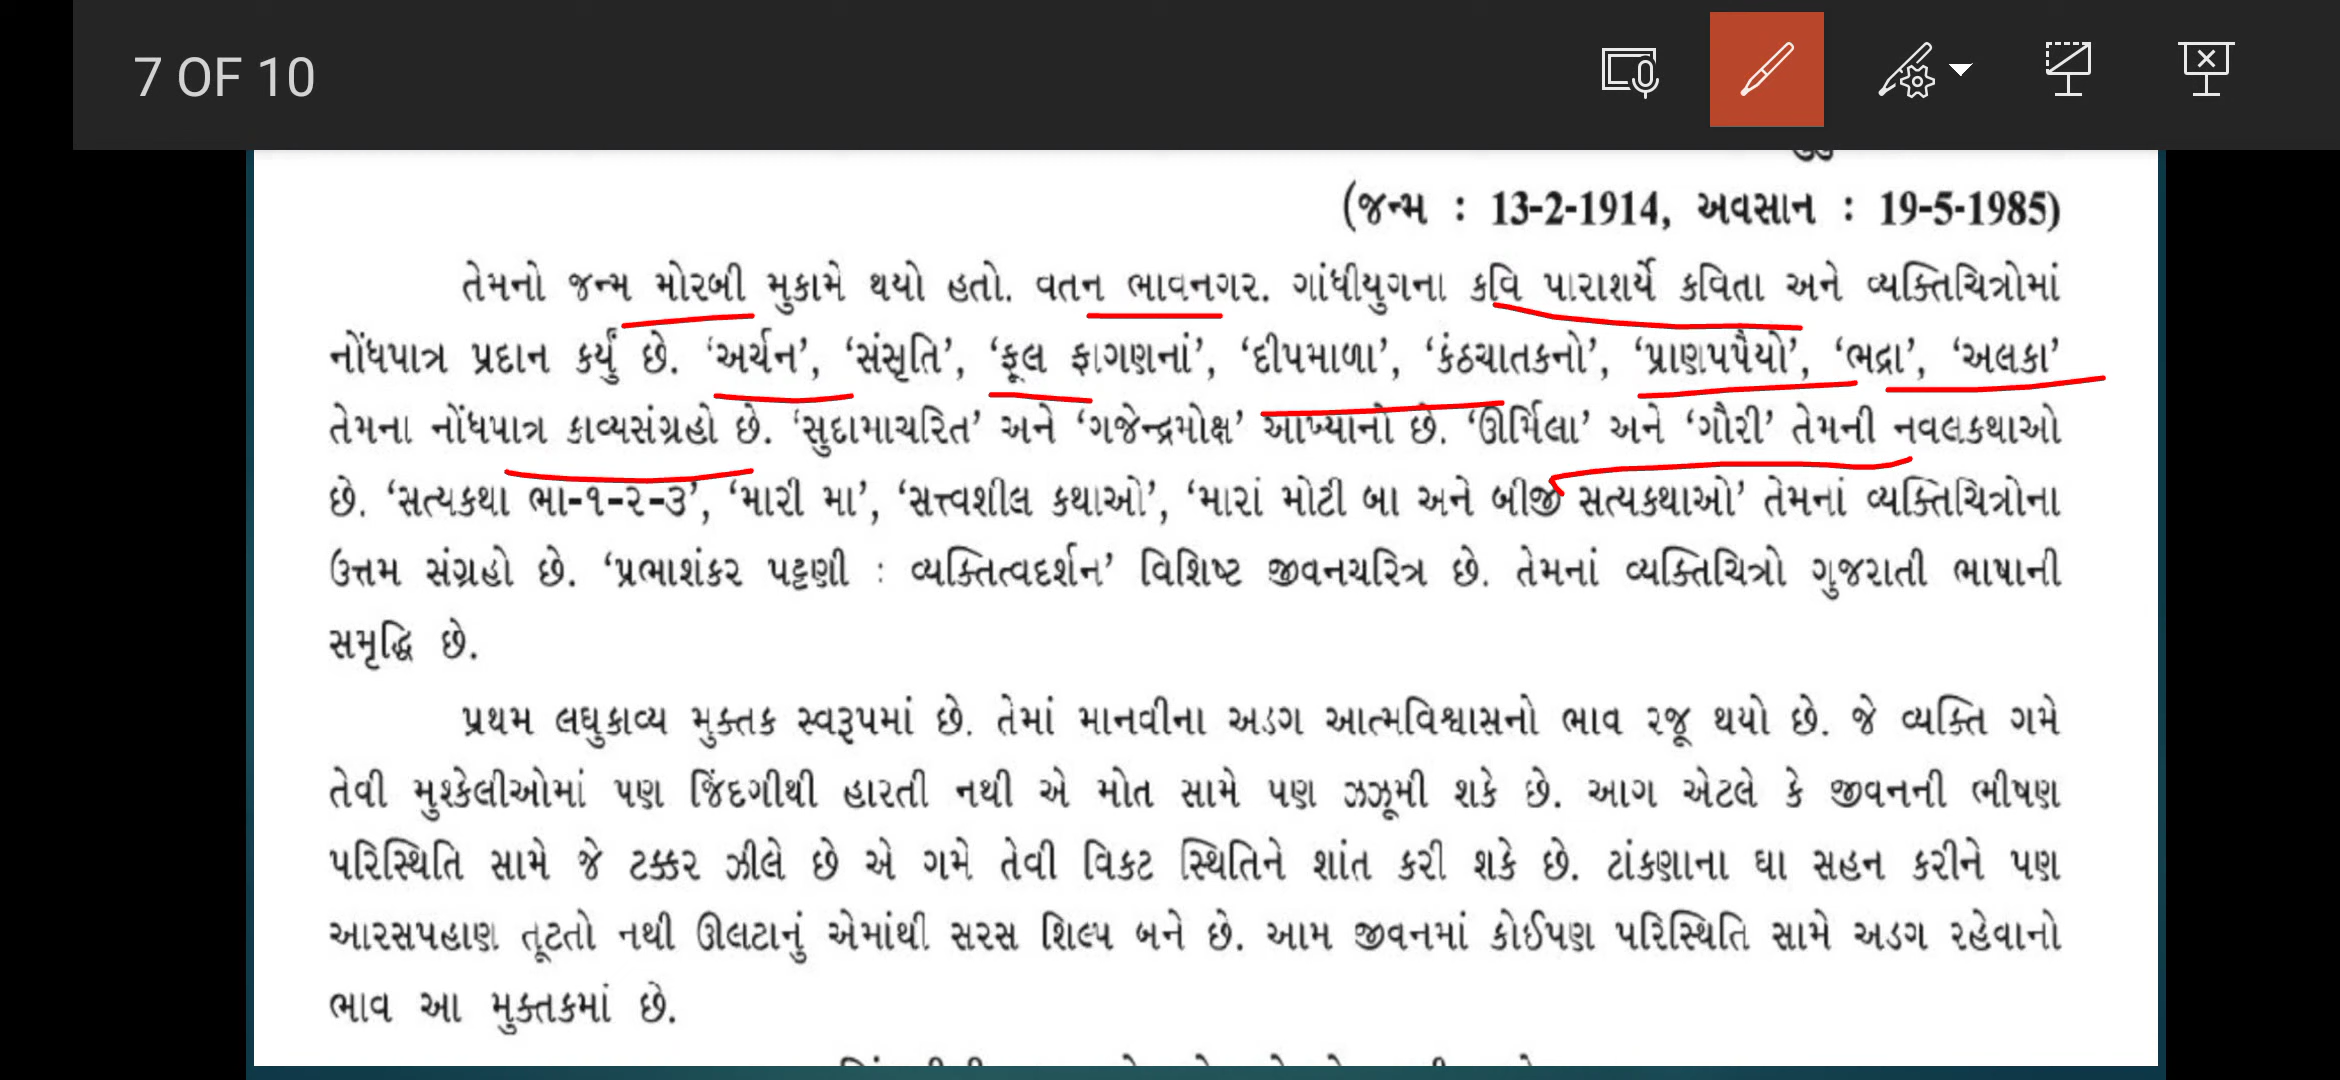 7 OF 10
(જન્મ : 13-2-1914, અવસાન : 19-5-1985)
તેમનો જન્મ મોરબી મુકામે થયો હતો. વતન ભાવનગર. ગાંધીયુગના કવિ પારાશર્યે કવિતા અને વ્યક્તિચિત્રોમાં
નોંધપાત્ર પ્રદાન કર્યું છે. ‘અર્ચન’, ‘સંસૃતિ’, ‘ફૂલ ફાગણનાં’, ‘દીપમાળા’, ‘કંઠચાતકનો’, ‘પ્રાણપપૈયો’, ‘ભદ્રા’, ‘અલકા’
તેમના નોંધપાત્ર કાવ્યસંગ્રહો છે. ‘સુદામાચરિત’ અને ‘ગજેન્દ્રમોક્ષ’ આખ્યાનો છે. ‘ઊર્મિલા’ અને ‘ગૌરી’ તેમની નવલકથાઓ
છે. ‘સત્યકથા ભા-૧-૨-૩’, ‘મારી મા’, ‘સત્ત્વશીલ કથાઓ’, ‘મારાં મોટી બા અને બીજી સત્યકથાઓ’ તેમનાં વ્યક્તિચિત્રોના
ઉત્તમ સંગ્રહો છે. ‘પ્રભાશંકર પટ્ટણી : વ્યક્તિત્વદર્શન’ વિશિષ્ટ જીવનચરિત્ર છે. તેમનાં વ્યક્તિચિત્રો ગુજરાતી ભાષાની
સમૃદ્ધિ છે.
પ્રથમ લઘુકાવ્ય મુક્તક સ્વરૂપમાં છે. તેમાં માનવીના અડગ આત્મવિશ્વાસનો ભાવ રજૂ થયો છે. જે વ્યક્તિ ગમે
તેવી મુશ્કેલીઓમાં પણ જિંદગીથી હારતી નથી એ મોત સામે પણ ઝઝૂમી શકે છે. આગ એટલે કે જીવનની ભીષણ
પરિસ્થિતિ સામે જે ટક્કર ઝીલે છે એ ગમે તેવી વિકટ સ્થિતિને શાંત કરી શકે છે. ટાંકણાના ઘા સહન કરીને પણ
આરસપહાણ તૂટતો નથી ઊલટાનું એમાંથી સરસ શિલ્પ બને છે. આમ જીવનમાં કોઈપણ પરિસ્થિતિ સામે અડગ રહેવાનો
ભાવ આ મુક્તકમાં છે.